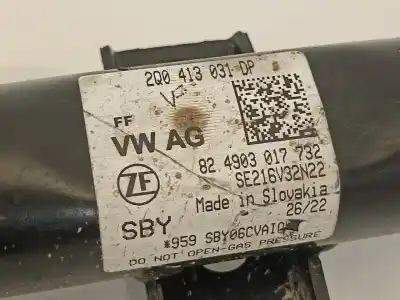 2Q0 413 031 DP
V
FF
VW AG
82 4903 017 732
SE216V32N22
ZF
Made in Slovakia
SBY
26/22
*959 SBY06CVAIQ
DO NOT OPEN-GAS PRESSURE